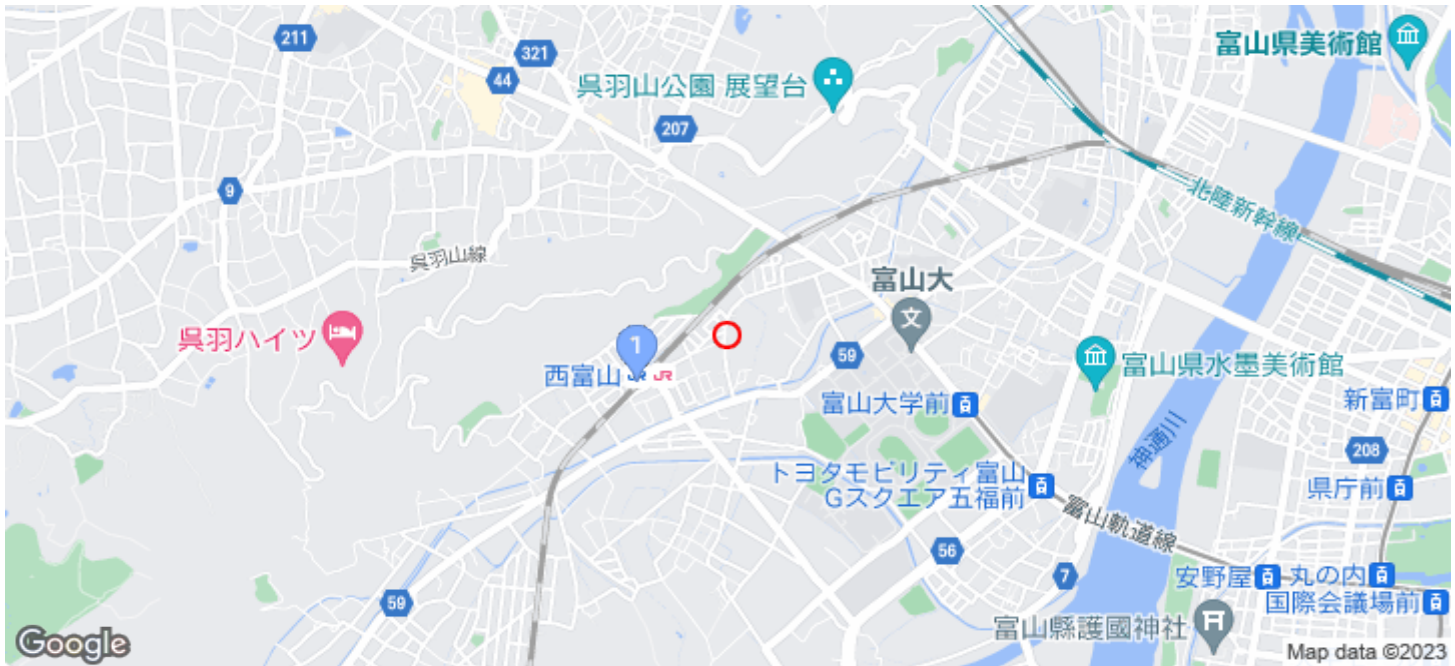 211
321
富山県美術館
44
呉羽山公園 展望台
207
9
北陸新幹線
呉羽山線
富山大
呉羽ハイツ
1
59
西富山
JR
富山県水墨美術館
富山大学前
新富町
神通川
208
トヨタモビリティ富山
Gスクエア五福前
県庁前
富山軌道線
56
7
安野屋
丸の内
59
国際会議場前
富山縣護國神社
Google
Map data ©2023